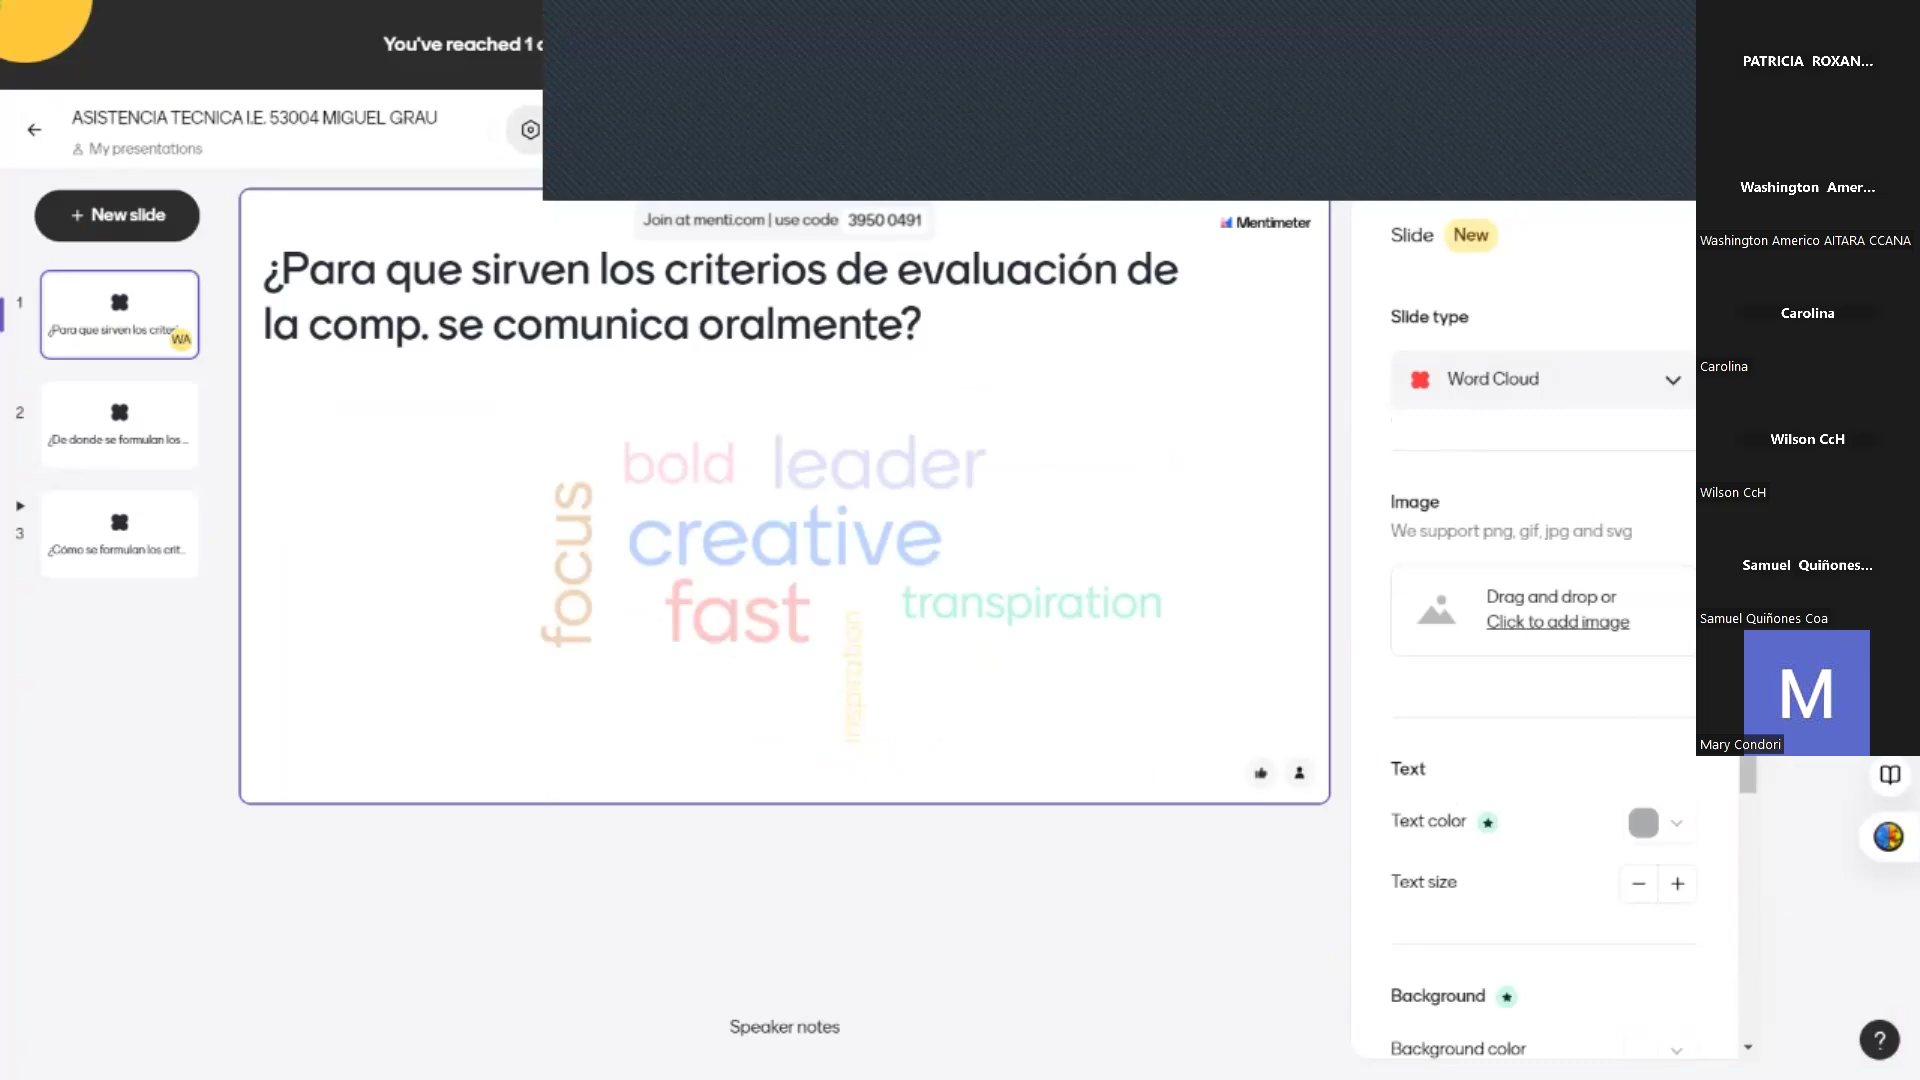 You've reached 1
ASISTENCIA TECNICA I.E. 53004 MIGUEL GRAU
My presentations
+ New slide
1
¿Para que sirven los criter
WA
2
¿De donde se formulan los ...
3
¿Cómo se formulan los crit...
Join at menti.com | use code 3950 0491
Mentimeter
¿Para que sirven los criterios de evaluación de
la comp. se comunica oralmente?
bold
leader
focus
creative
fast
transpiration
inspiration
Speaker notes
Slide New
Slide type
Word Cloud
Image
We support png, gif, jpg and svg
Drag and drop or
Click to add image
Text
Text color
Text size
Background
Background color
?
PATRICIA ROXAN...
Washington Amer...
Washington Americo AITARA CCANA
Carolina
Carolina
Wilson CcH
Wilson CcH
Samuel Quiñones...
Samuel Quiñones Coa
M
Mary Condori